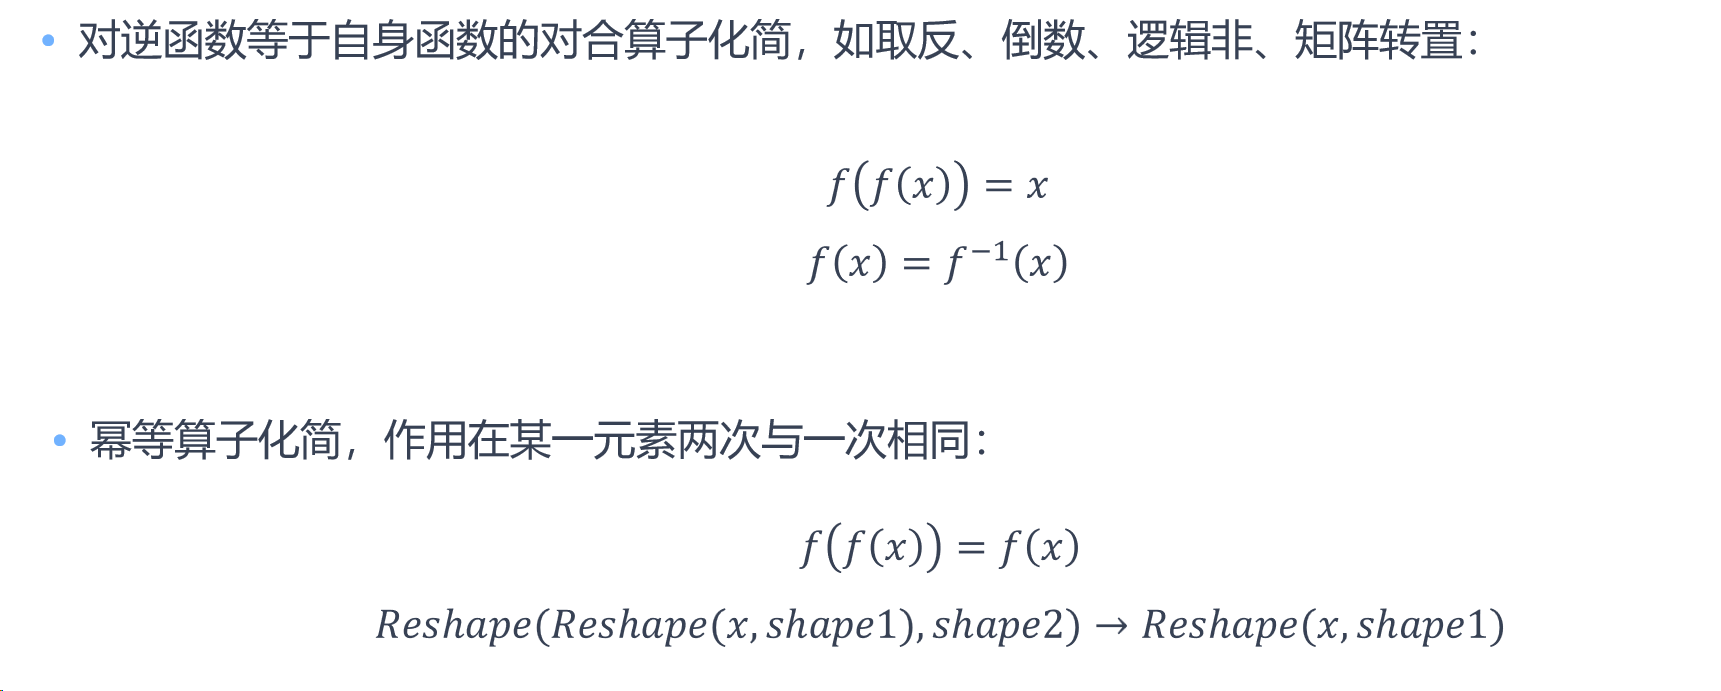 • 对逆函数等于自身函数的对合算子化简，如取反、倒数、逻辑非、矩阵转置：
f(f(x)) = x
f(x) = f⁻¹(x)
• 幂等算子化简，作用在某一元素两次与一次相同：
f(f(x)) = f(x)
Reshape(Reshape(x, shape1), shape2) → Reshape(x, shape1)